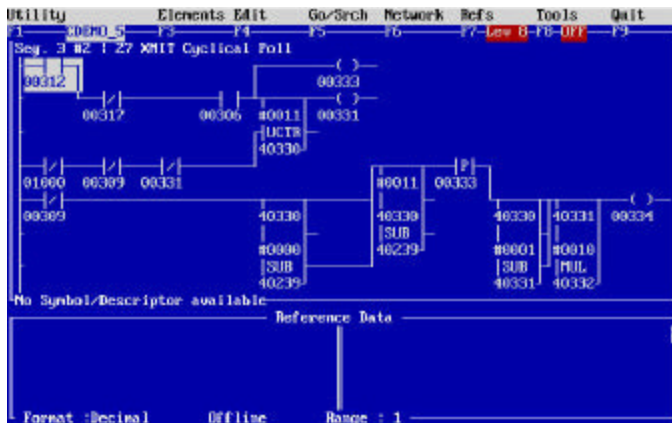 Utility Elements Edit Go/Srch Network Refs Tools Quit
F1 CDEMO_5 F3 F4 F5 F6 F7-Lev 8-F8-OFF-F9
Seg. 3 #2 / 27 XMIT Cyclical Poll
00312 00333
00317 00306 #0011 00331
UCTR
40330
01000 00309 00331 #0011 00333
00309 40330 40330 40330 40331 00334
SUB
#0000 40239 #0001 #0010
SUB SUB MUL
40239 40331 40332
No Symbol/Descriptor available
Reference Data
Format :Decimal Offline Range : 1